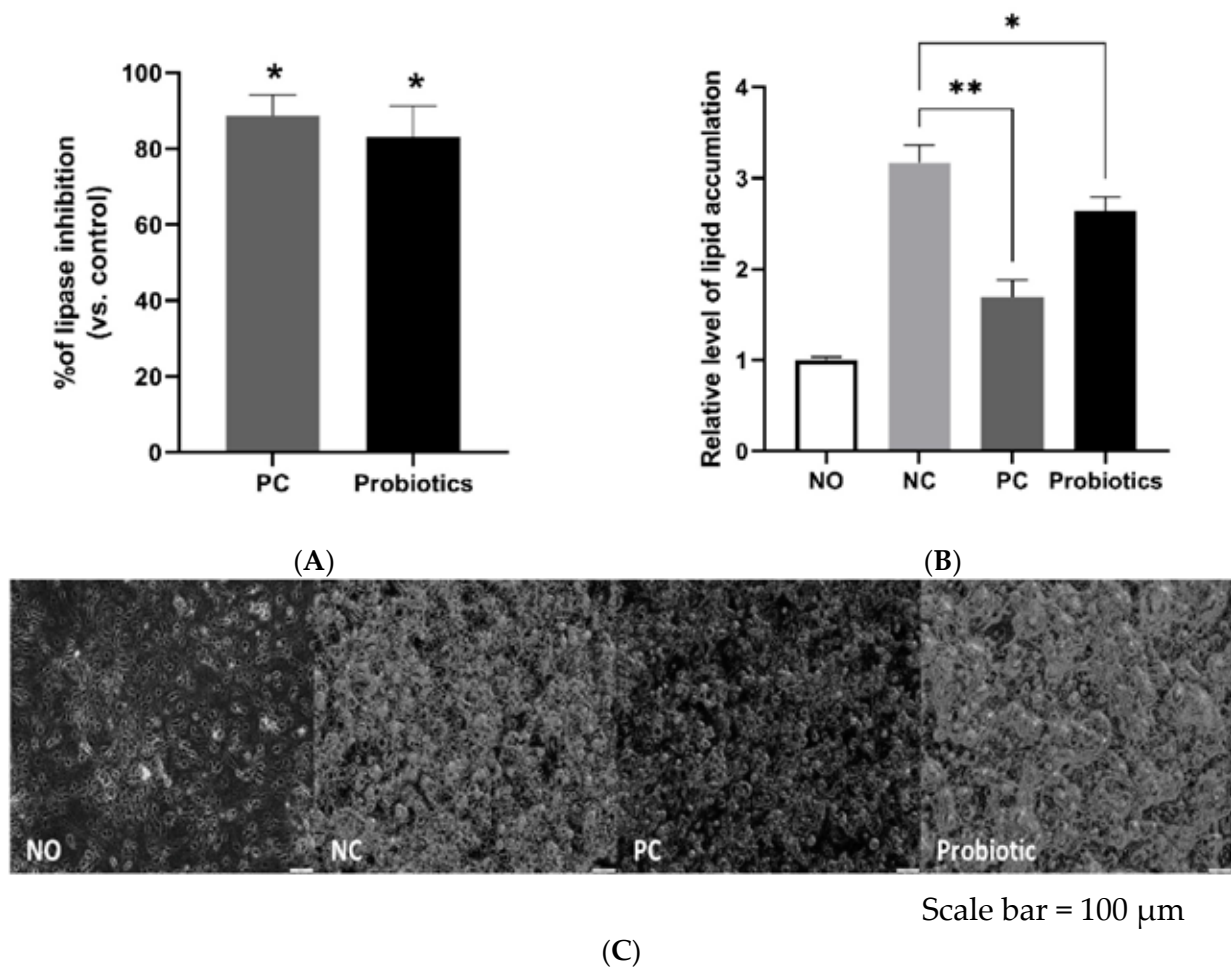 %of lipase inhibition
(vs. control)
100
80
60
40
20
0
*
*
PC
Probiotics
(A)
Relative level of lipid accumlation
4
3
2
1
0
*
**
NO
NC
PC
Probiotics
(B)
NO
NC
PC
Probiotic
Scale bar = 100 µm
(C)